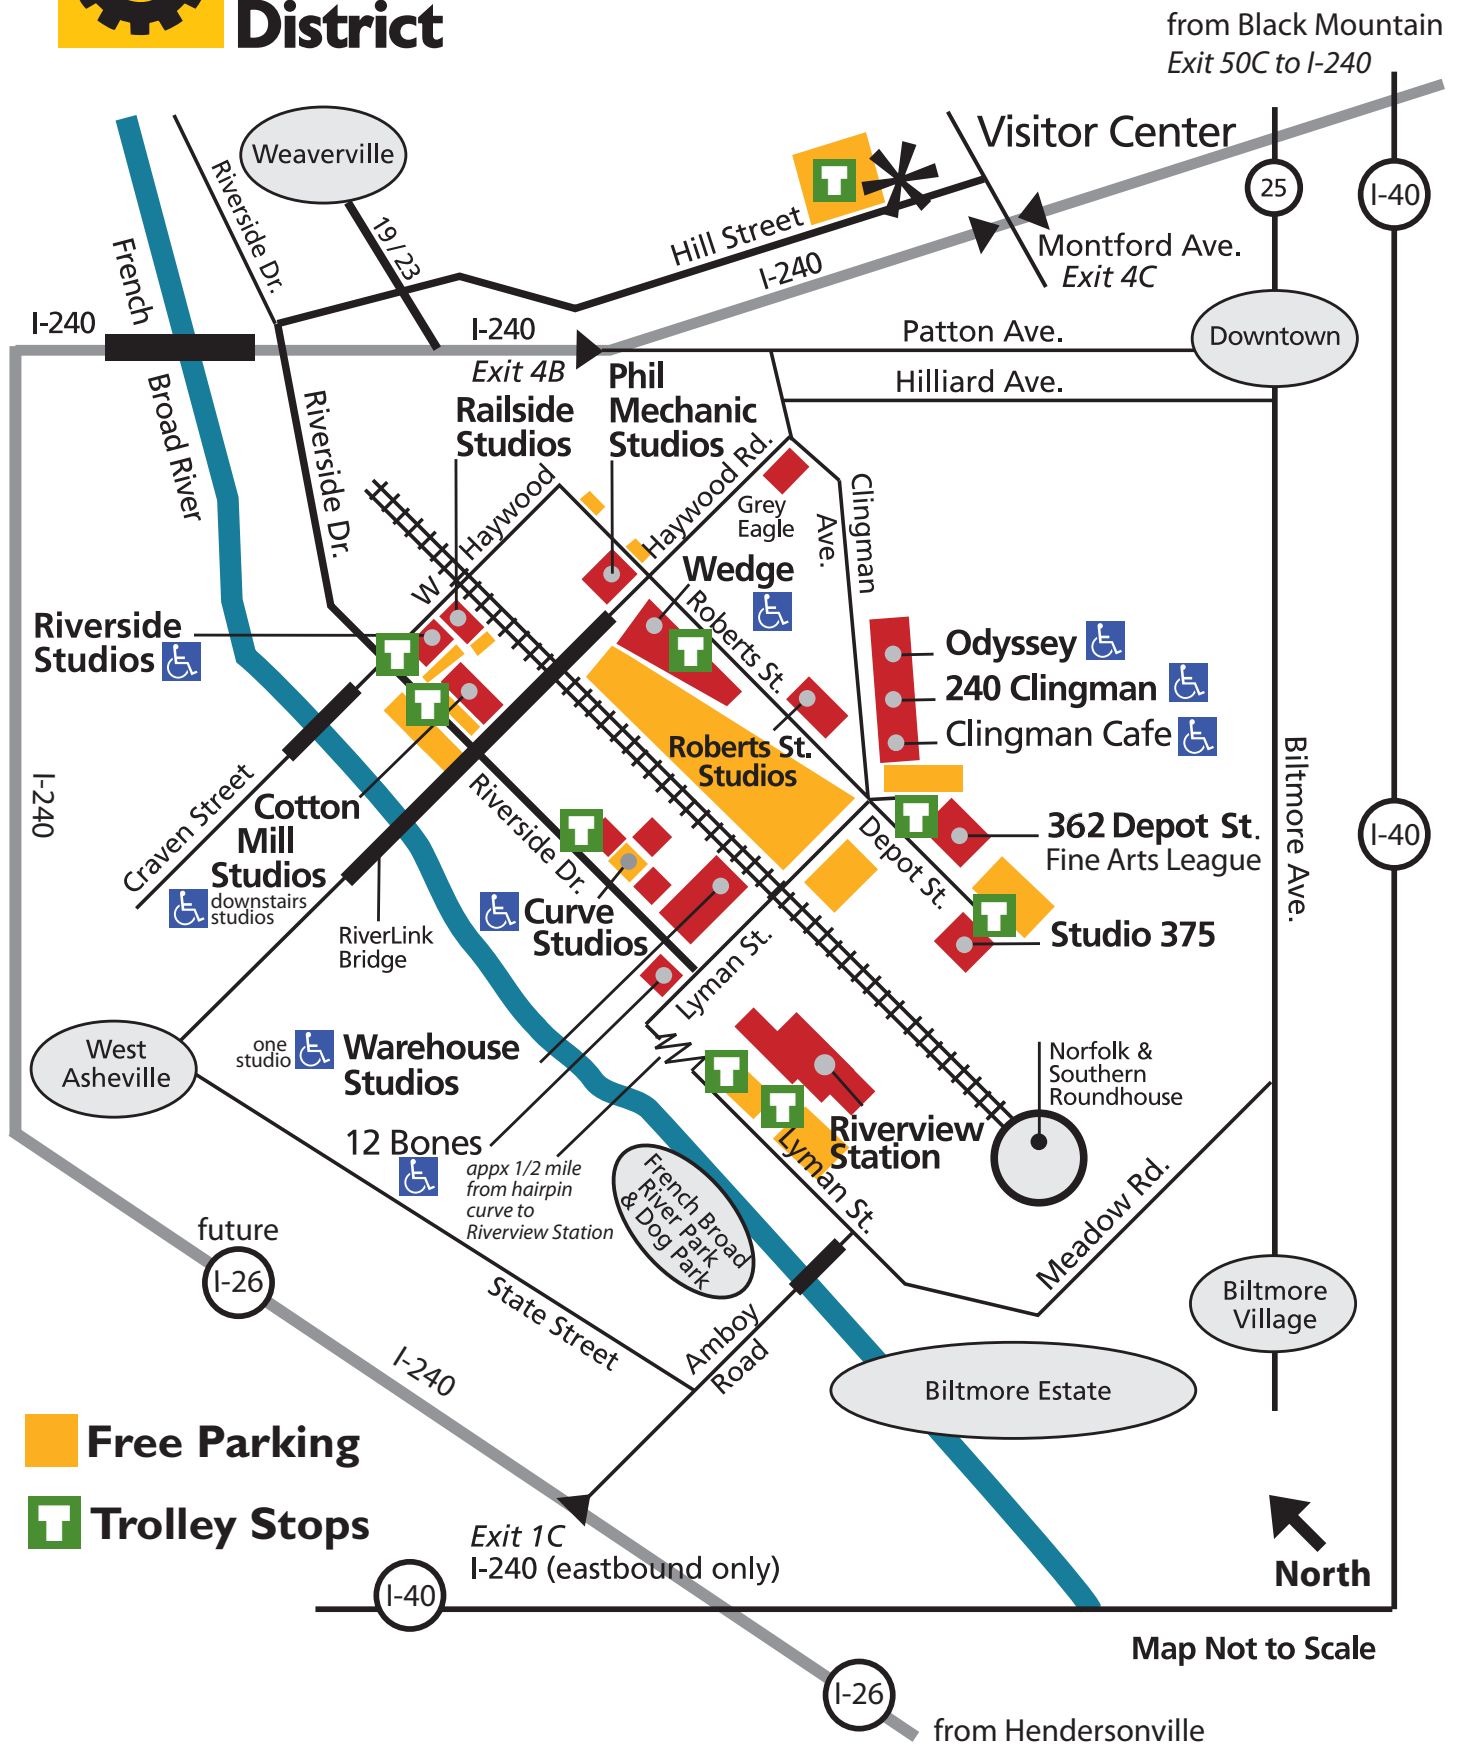 District
from Black Mountain
Exit 50C to I-240
Visitor Center
Weaverville
Riverside Dr.
19/23
French
Broad River
Hill Street
I-240
25
I-40
Montford Ave.
Exit 4C
I-240
I-240
Exit 4B
Patton Ave.
Downtown
Hilliard Ave.
Phil
Mechanic
Studios
Railside
Studios
Riverside Dr.
W Haywood
Haywood Rd.
Grey
Eagle
Clingman
Ave.
Wedge
Roberts St.
Riverside
Studios
Odyssey
240 Clingman
Clingman Cafe
Roberts St.
Studios
Biltmore Ave.
I-240
Craven Street
Cotton
Mill
Studios
downstairs
studios
Riverside Dr.
Depot St.
362 Depot St.
Fine Arts League
I-40
RiverLink
Bridge
Curve
Studios
Studio 375
Lyman St.
West
Asheville
one
studio
Warehouse
Studios
Norfolk &
Southern
Roundhouse
12 Bones
appx 1/2 mile
from hairpin
curve to
Riverview Station
Riverview
Station
Lyman St.
French Broad
River Park
& Dog Park
Meadow Rd.
future
I-26
State Street
Amboy
Road
Biltmore
Village
I-240
Biltmore Estate
Free Parking
T Trolley Stops
Exit 1C
I-240 (eastbound only)
North
I-40
Map Not to Scale
I-26
from Hendersonville
T
T
T
T
T
T
T
T
T